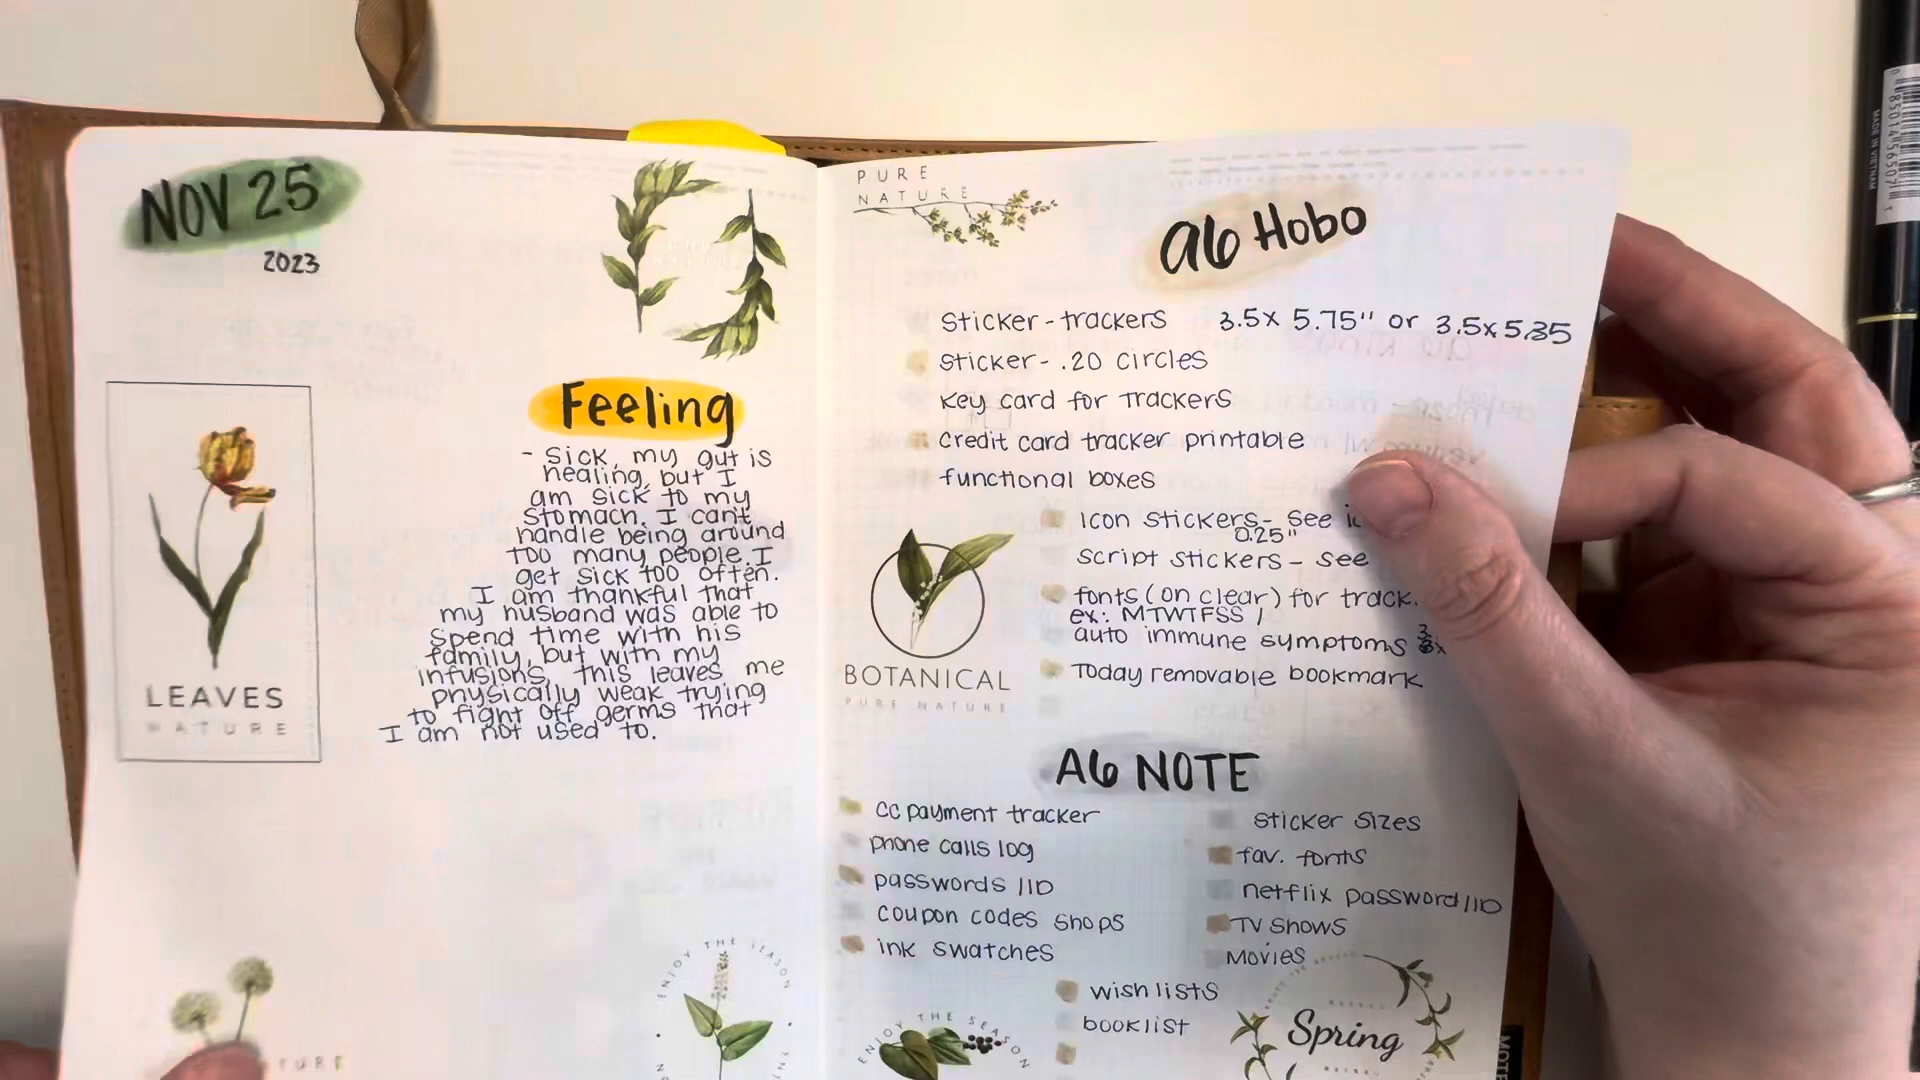 NOV 25
2023
LEAVES
NATURE
Feeling
- Sick, my gut is
healing, but I
am sick to my
stomach. I can't
handle being around
too many people. I
get sick too often.
I am thankful that
my husband was able to
spend time with his
family, but with my
infusions, this leaves me
physically weak trying
to fight off germs that
I am not used to.
ENJOY THE SEASON
PURE
NATURE
a6 Hobo
Sticker-trackers 3.5x 5.75" or 3.5x5.35
Sticker- .20 circles
Key card for Trackers
credit card tracker printable
functional boxes
Icon stickers- see
0.25"
script stickers - see
fonts (on clear) for track.
ex: MTWTFSS /
auto immune symptoms
Today removable bookmark
BOTANICAL
PURE NATURE
A6 NOTE
CC payment tracker
phone calls log
passwords 11D
coupon codes shops
ink swatches
sticker sizes
fav. fonts
netflix password 11D
TV shows
Movies
wish lists
booklist
ENJOY THE SEASON
Spring
MADE IN VIETNAM